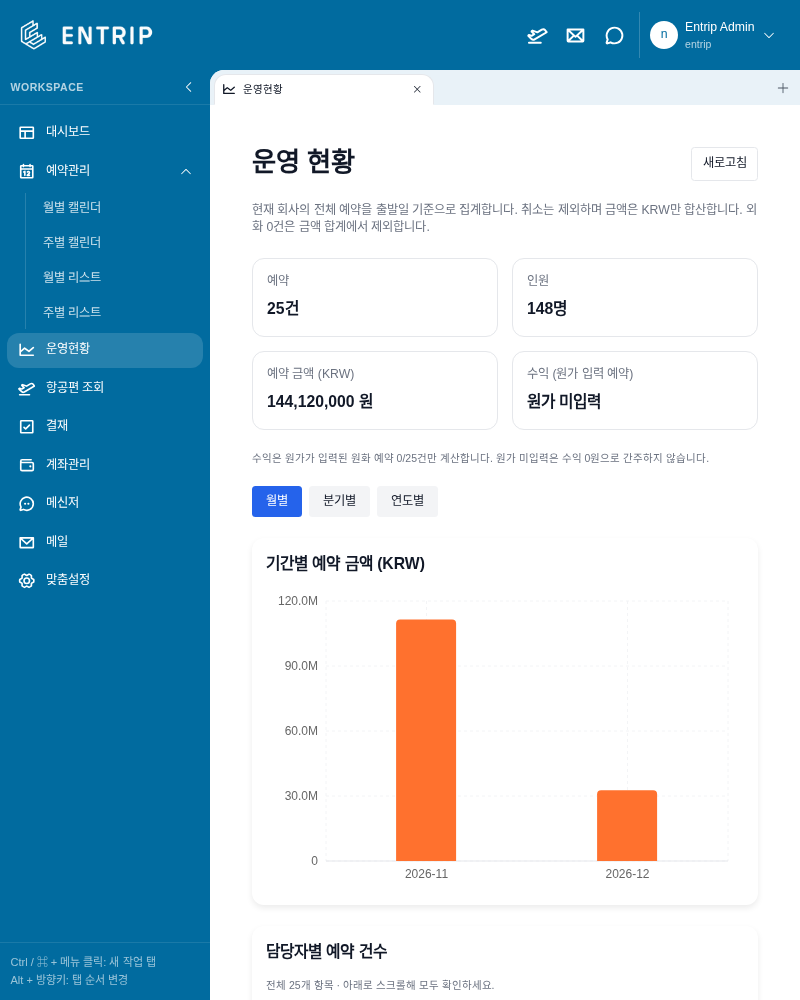 ENTRIP
n
Entrip Admin
entrip
WORKSPACE
운영현황
대시보드
예약관리
월별 캘린더
주별 캘린더
월별 리스트
주별 리스트
운영현황
항공편 조회
결재
계좌관리
메신저
메일
맞춤설정
Ctrl / ⌘ + 메뉴 클릭: 새 작업 탭
Alt + 방향키: 탭 순서 변경
운영 현황
새로고침
현재 회사의 전체 예약을 출발일 기준으로 집계합니다. 취소는 제외하며 금액은 KRW만 합산합니다. 외
화 0건은 금액 합계에서 제외합니다.
예약
25건
인원
148명
예약 금액 (KRW)
144,120,000 원
수익 (원가 입력 예약)
원가 미입력
수익은 원가가 입력된 원화 예약 0/25건만 계산합니다. 원가 미입력은 수익 0원으로 간주하지 않습니다.
월별
분기별
연도별
기간별 예약 금액 (KRW)
120.0M
90.0M
60.0M
30.0M
0
2026-11
2026-12
담당자별 예약 건수
전체 25개 항목 · 아래로 스크롤해 모두 확인하세요.